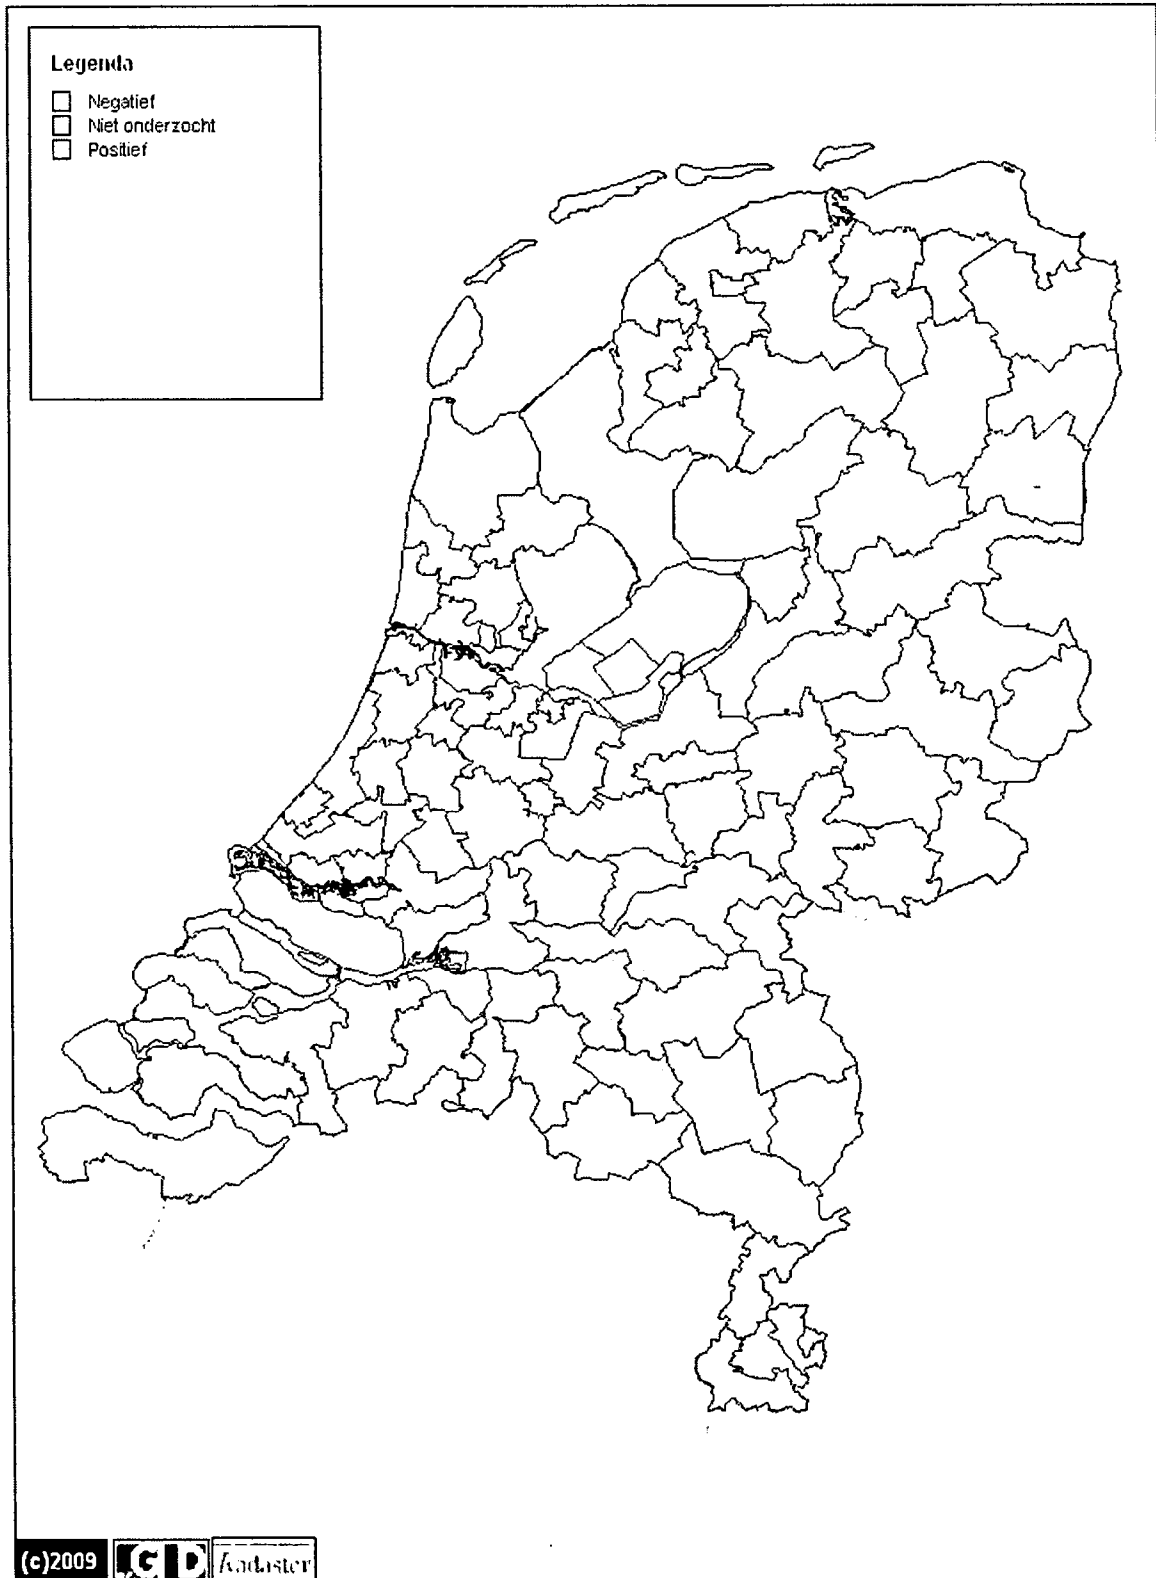 Legenda
Negatief
Niet onderzocht
Positief
(c)2009 GD Kadaster